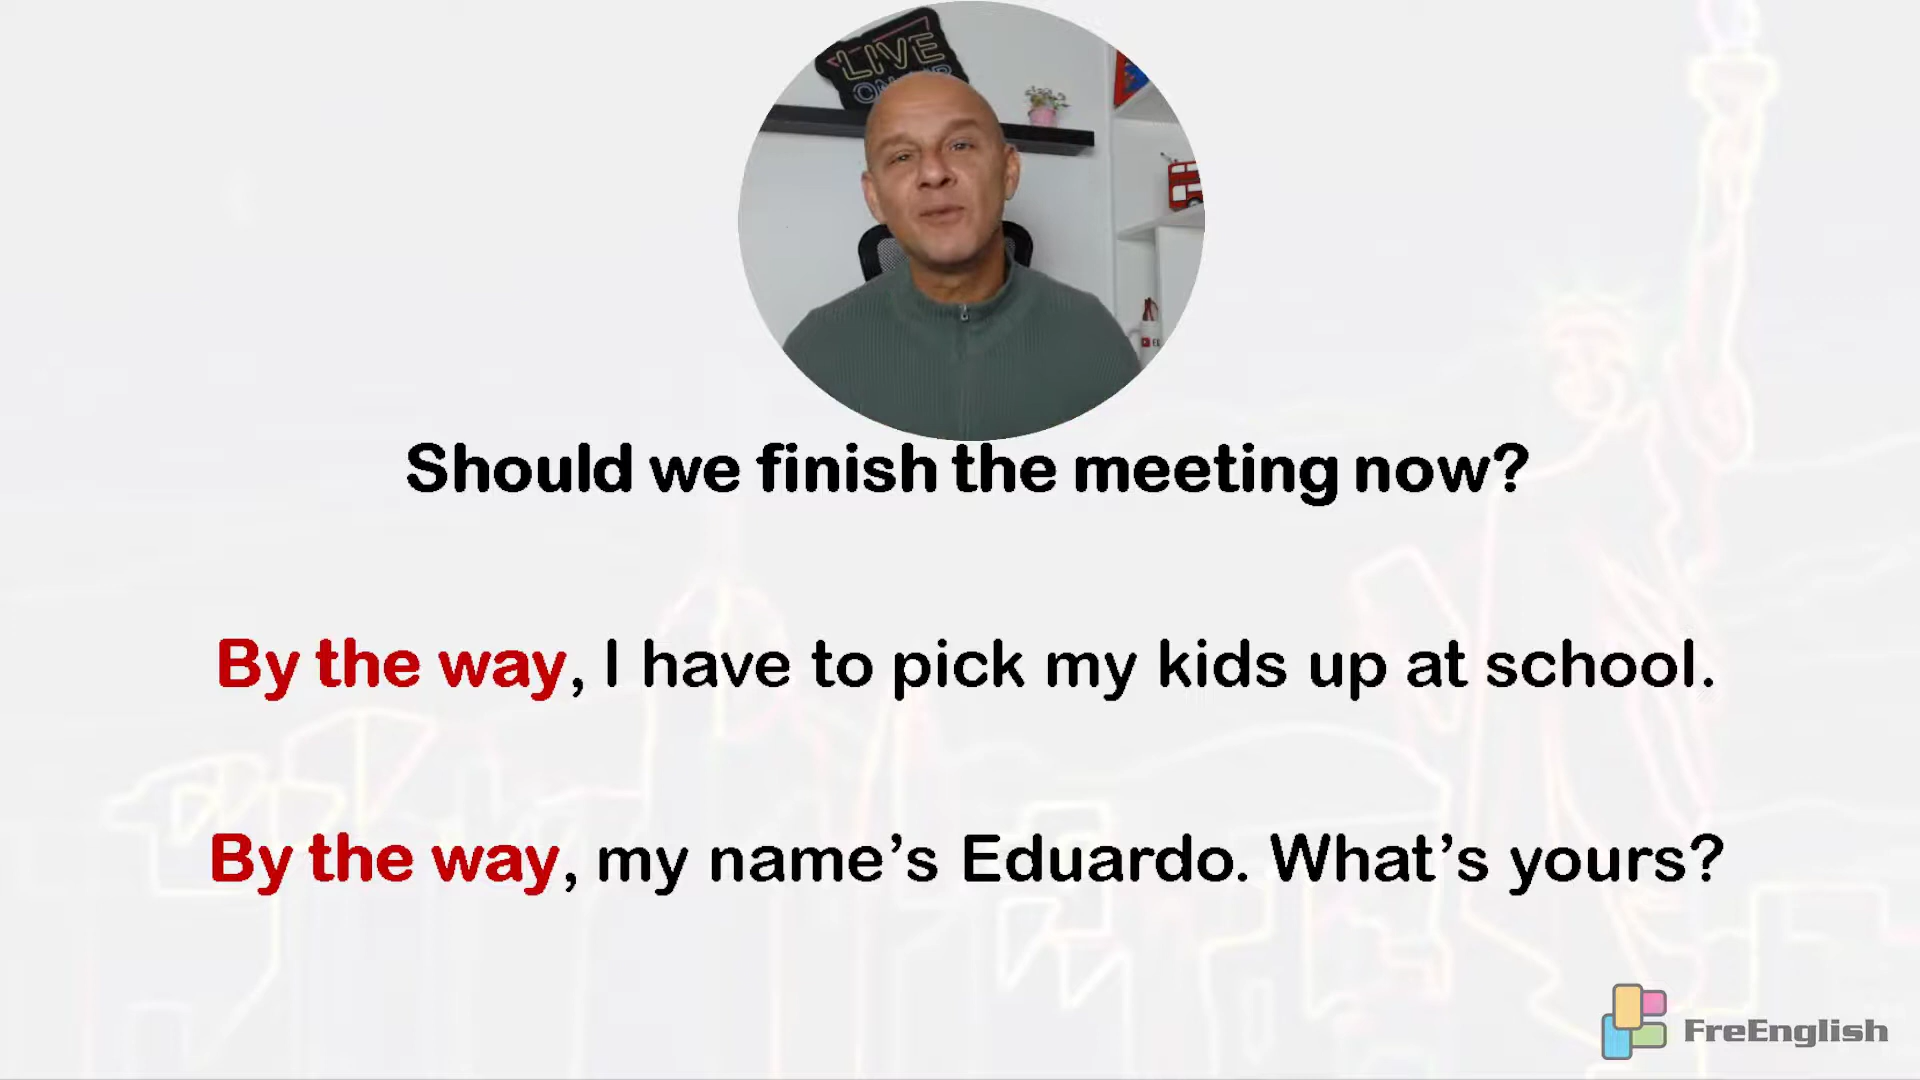 LIVE
Should we finish the meeting now?
By the way, I have to pick my kids up at school.
By the way, my name’s Eduardo. What’s yours?
FreEnglish